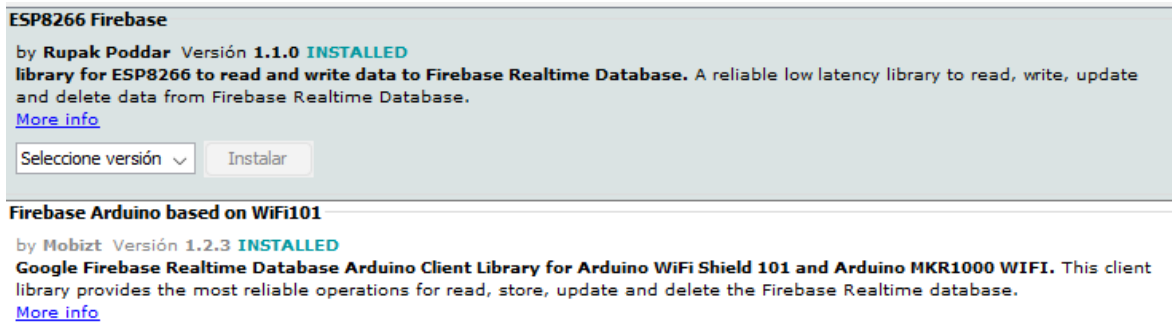 ESP8266 Firebase
by Rupak Poddar Versión 1.1.0 INSTALLED
library for ESP8266 to read and write data to Firebase Realtime Database. A reliable low latency library to read, write, update
and delete data from Firebase Realtime Database.
More info
Seleccione versión Instalar
Firebase Arduino based on WiFi101
by Mobizt Versión 1.2.3 INSTALLED
Google Firebase Realtime Database Arduino Client Library for Arduino WiFi Shield 101 and Arduino MKR1000 WIFI. This client
library provides the most reliable operations for read, store, update and delete the Firebase Realtime database.
More info